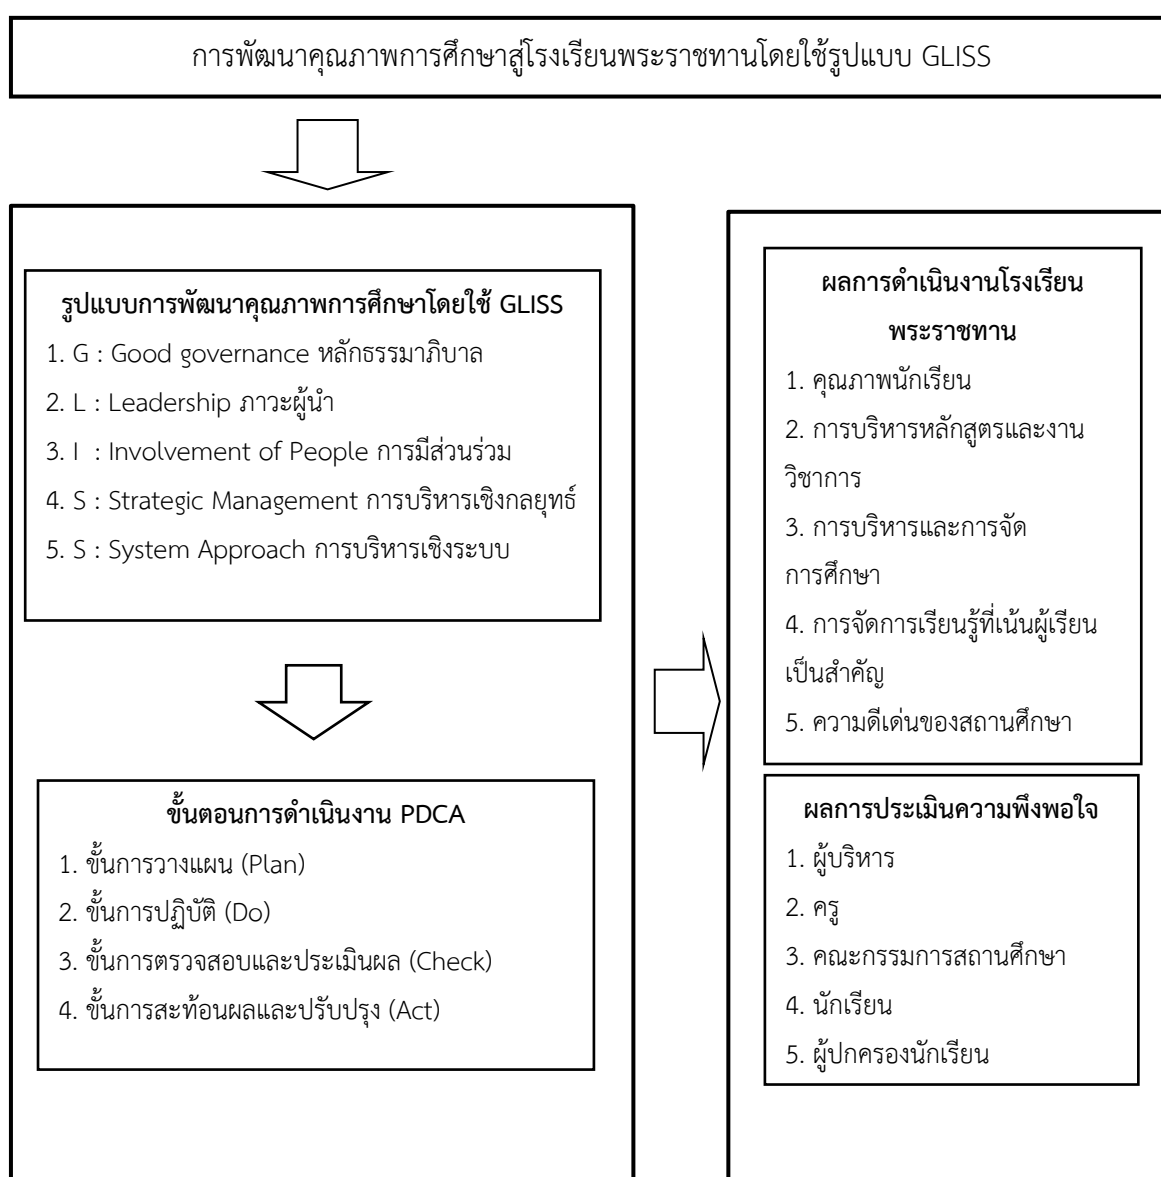 การพัฒนาคุณภาพการศึกษาสู่โรงเรียนพระราชทานโดยใช้รูปแบบ GLISS
รูปแบบการพัฒนาคุณภาพการศึกษาโดยใช้ GLISS
1. G : Good governance หลักธรรมาภิบาล
2. L : Leadership ภาวะผู้นำ
3. I : Involvement of People การมีส่วนร่วม
4. S : Strategic Management การบริหารเชิงกลยุทธ์
5. S : System Approach การบริหารเชิงระบบ
ขั้นตอนการดำเนินงาน PDCA
1. ขั้นการวางแผน (Plan)
2. ขั้นการปฏิบัติ (Do)
3. ขั้นการตรวจสอบและประเมินผล (Check)
4. ขั้นการสะท้อนผลและปรับปรุง (Act)
ผลการดำเนินงานโรงเรียน
พระราชทาน
1. คุณภาพนักเรียน
2. การบริหารหลักสูตรและงาน
วิชาการ
3. การบริหารและการจัด
การศึกษา
4. การจัดการเรียนรู้ที่เน้นผู้เรียน
เป็นสำคัญ
5. ความดีเด่นของสถานศึกษา
ผลการประเมินความพึงพอใจ
1. ผู้บริหาร
2. ครู
3. คณะกรรมการสถานศึกษา
4. นักเรียน
5. ผู้ปกครองนักเรียน